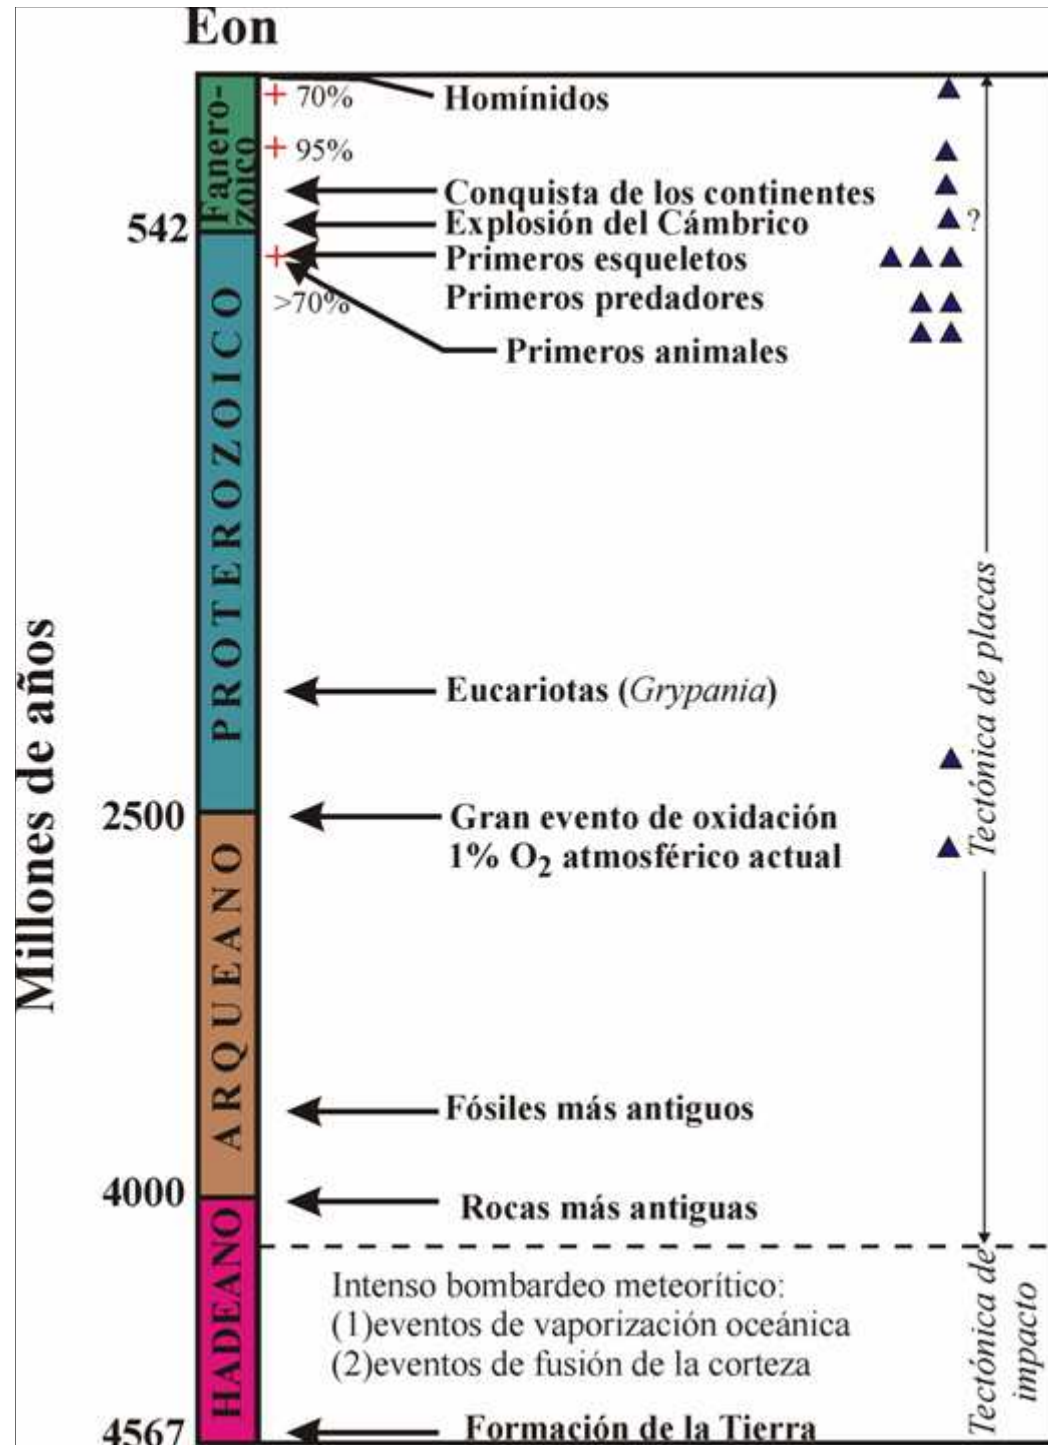 Eon
Millones de años
Fanero-
zoico
PROTEROZOICO
ARQUEANO
HADEANO
542
2500
4000
4567
70%
95%
>70%
Homínidos
Conquista de los continentes
Explosión del Cámbrico
?
Primeros esqueletos
Primeros predadores
Primeros animales
Eucariotas (Grypania)
Gran evento de oxidación
1% O2 atmosférico actual
Fósiles más antiguos
Rocas más antiguas
Intenso bombardeo meteorítico:
(1)eventos de vaporización oceánica
(2)eventos de fusión de la corteza
Formación de la Tierra
Tectónica de placas
Tectónica de
impacto